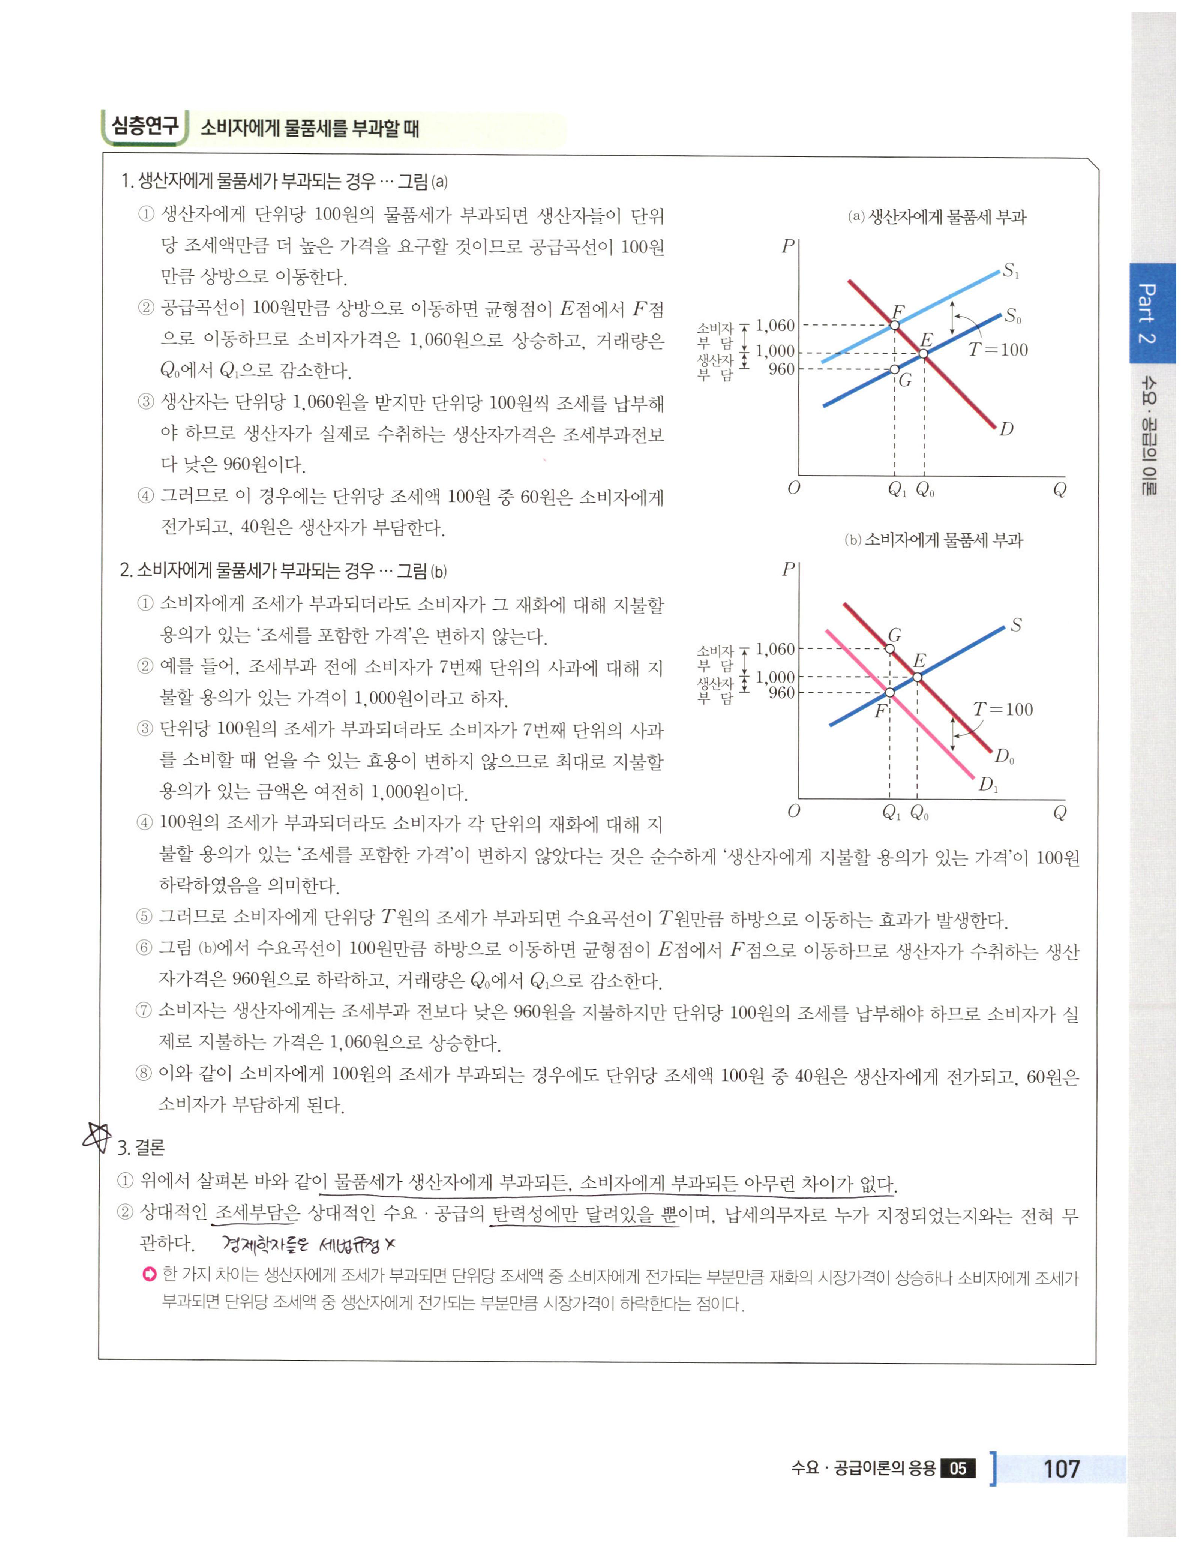 심층연구 소비자에게 물품세를 부과할 때
1. 생산자에게 물품세가 부과되는 경우 … 그림 (a)
① 생산자에게 단위당 100원의 물품세가 부과되면 생산자들이 단위
당 조세액만큼 더 높은 가격을 요구할 것이므로 공급곡선이 100원
만큼 상방으로 이동한다.
② 공급곡선이 100원만큼 상방으로 이동하면 균형점이 E점에서 F점
으로 이동하므로 소비자가격은 1,060원으로 상승하고, 거래량은
Q₀에서 Q₁으로 감소한다.
③ 생산자는 단위당 1,060원을 받지만 단위당 100원씩 조세를 납부해
야 하므로 생산자가 실제로 수취하는 생산자가격은 조세부과전보
다 낮은 960원이다.
④ 그러므로 이 경우에는 단위당 조세액 100원 중 60원은 소비자에게
전가되고, 40원은 생산자가 부담한다.
(a) 생산자에게 물품세 부과
P
S₁
S₀
F
E
G
T=100
D
소비자
부 담
생산자
부 담
1,060
1,000
960
O
Q₁ Q₀
Q
2. 소비자에게 물품세가 부과되는 경우 … 그림 (b)
① 소비자에게 조세가 부과되더라도 소비자가 그 재화에 대해 지불할
용의가 있는 ‘조세를 포함한 가격’은 변하지 않는다.
② 예를 들어, 조세부과 전에 소비자가 7번째 단위의 사과에 대해 지
불할 용의가 있는 가격이 1,000원이라고 하자.
③ 단위당 100원의 조세가 부과되더라도 소비자가 7번째 단위의 사과
를 소비할 때 얻을 수 있는 효용이 변하지 않으므로 최대로 지불할
용의가 있는 금액은 여전히 1,000원이다.
④ 100원의 조세가 부과되더라도 소비자가 각 단위의 재화에 대해 지
불할 용의가 있는 ‘조세를 포함한 가격’이 변하지 않았다는 것은 순수하게 ‘생산자에게 지불할 용의가 있는 가격’이 100원
하락하였음을 의미한다.
(b) 소비자에게 물품세 부과
P
S
G
E
F
T=100
D₀
D₁
소비자
부 담
생산자
부 담
1,060
1,000
960
O
Q₁ Q₀
Q
⑤ 그러므로 소비자에게 단위당 T원의 조세가 부과되면 수요곡선이 T원만큼 하방으로 이동하는 효과가 발생한다.
⑥ 그림 (b)에서 수요곡선이 100원만큼 하방으로 이동하면 균형점이 E점에서 F점으로 이동하므로 생산자가 수취하는 생산
자가격은 960원으로 하락하고, 거래량은 Q₀에서 Q₁으로 감소한다.
⑦ 소비자는 생산자에게는 조세부과 전보다 낮은 960원을 지불하지만 단위당 100원의 조세를 납부해야 하므로 소비자가 실
제로 지불하는 가격은 1,060원으로 상승한다.
⑧ 이와 같이 소비자에게 100원의 조세가 부과되는 경우에도 단위당 조세액 100원 중 40원은 생산자에게 전가되고, 60원은
소비자가 부담하게 된다.
3. 결론
① 위에서 살펴본 바와 같이 물품세가 생산자에게 부과되든, 소비자에게 부과되든 아무런 차이가 없다.
② 상대적인 조세부담은 상대적인 수요·공급의 탄력성에만 달려있을 뿐이며, 납세의무자로 누가 지정되었는지와는 전혀 무
관하다. 경제학자들은 세법규정 X
한 가지 차이는 생산자에게 조세가 부과되면 단위당 조세액 중 소비자에게 전가되는 부분만큼 재화의 시장가격이 상승하나 소비자에게 조세가
부과되면 단위당 조세액 중 생산자에게 전가되는 부분만큼 시장가격이 하락한다는 점이다.
Part 2
수요·공급의 이론
수요·공급이론의 응용 05 107